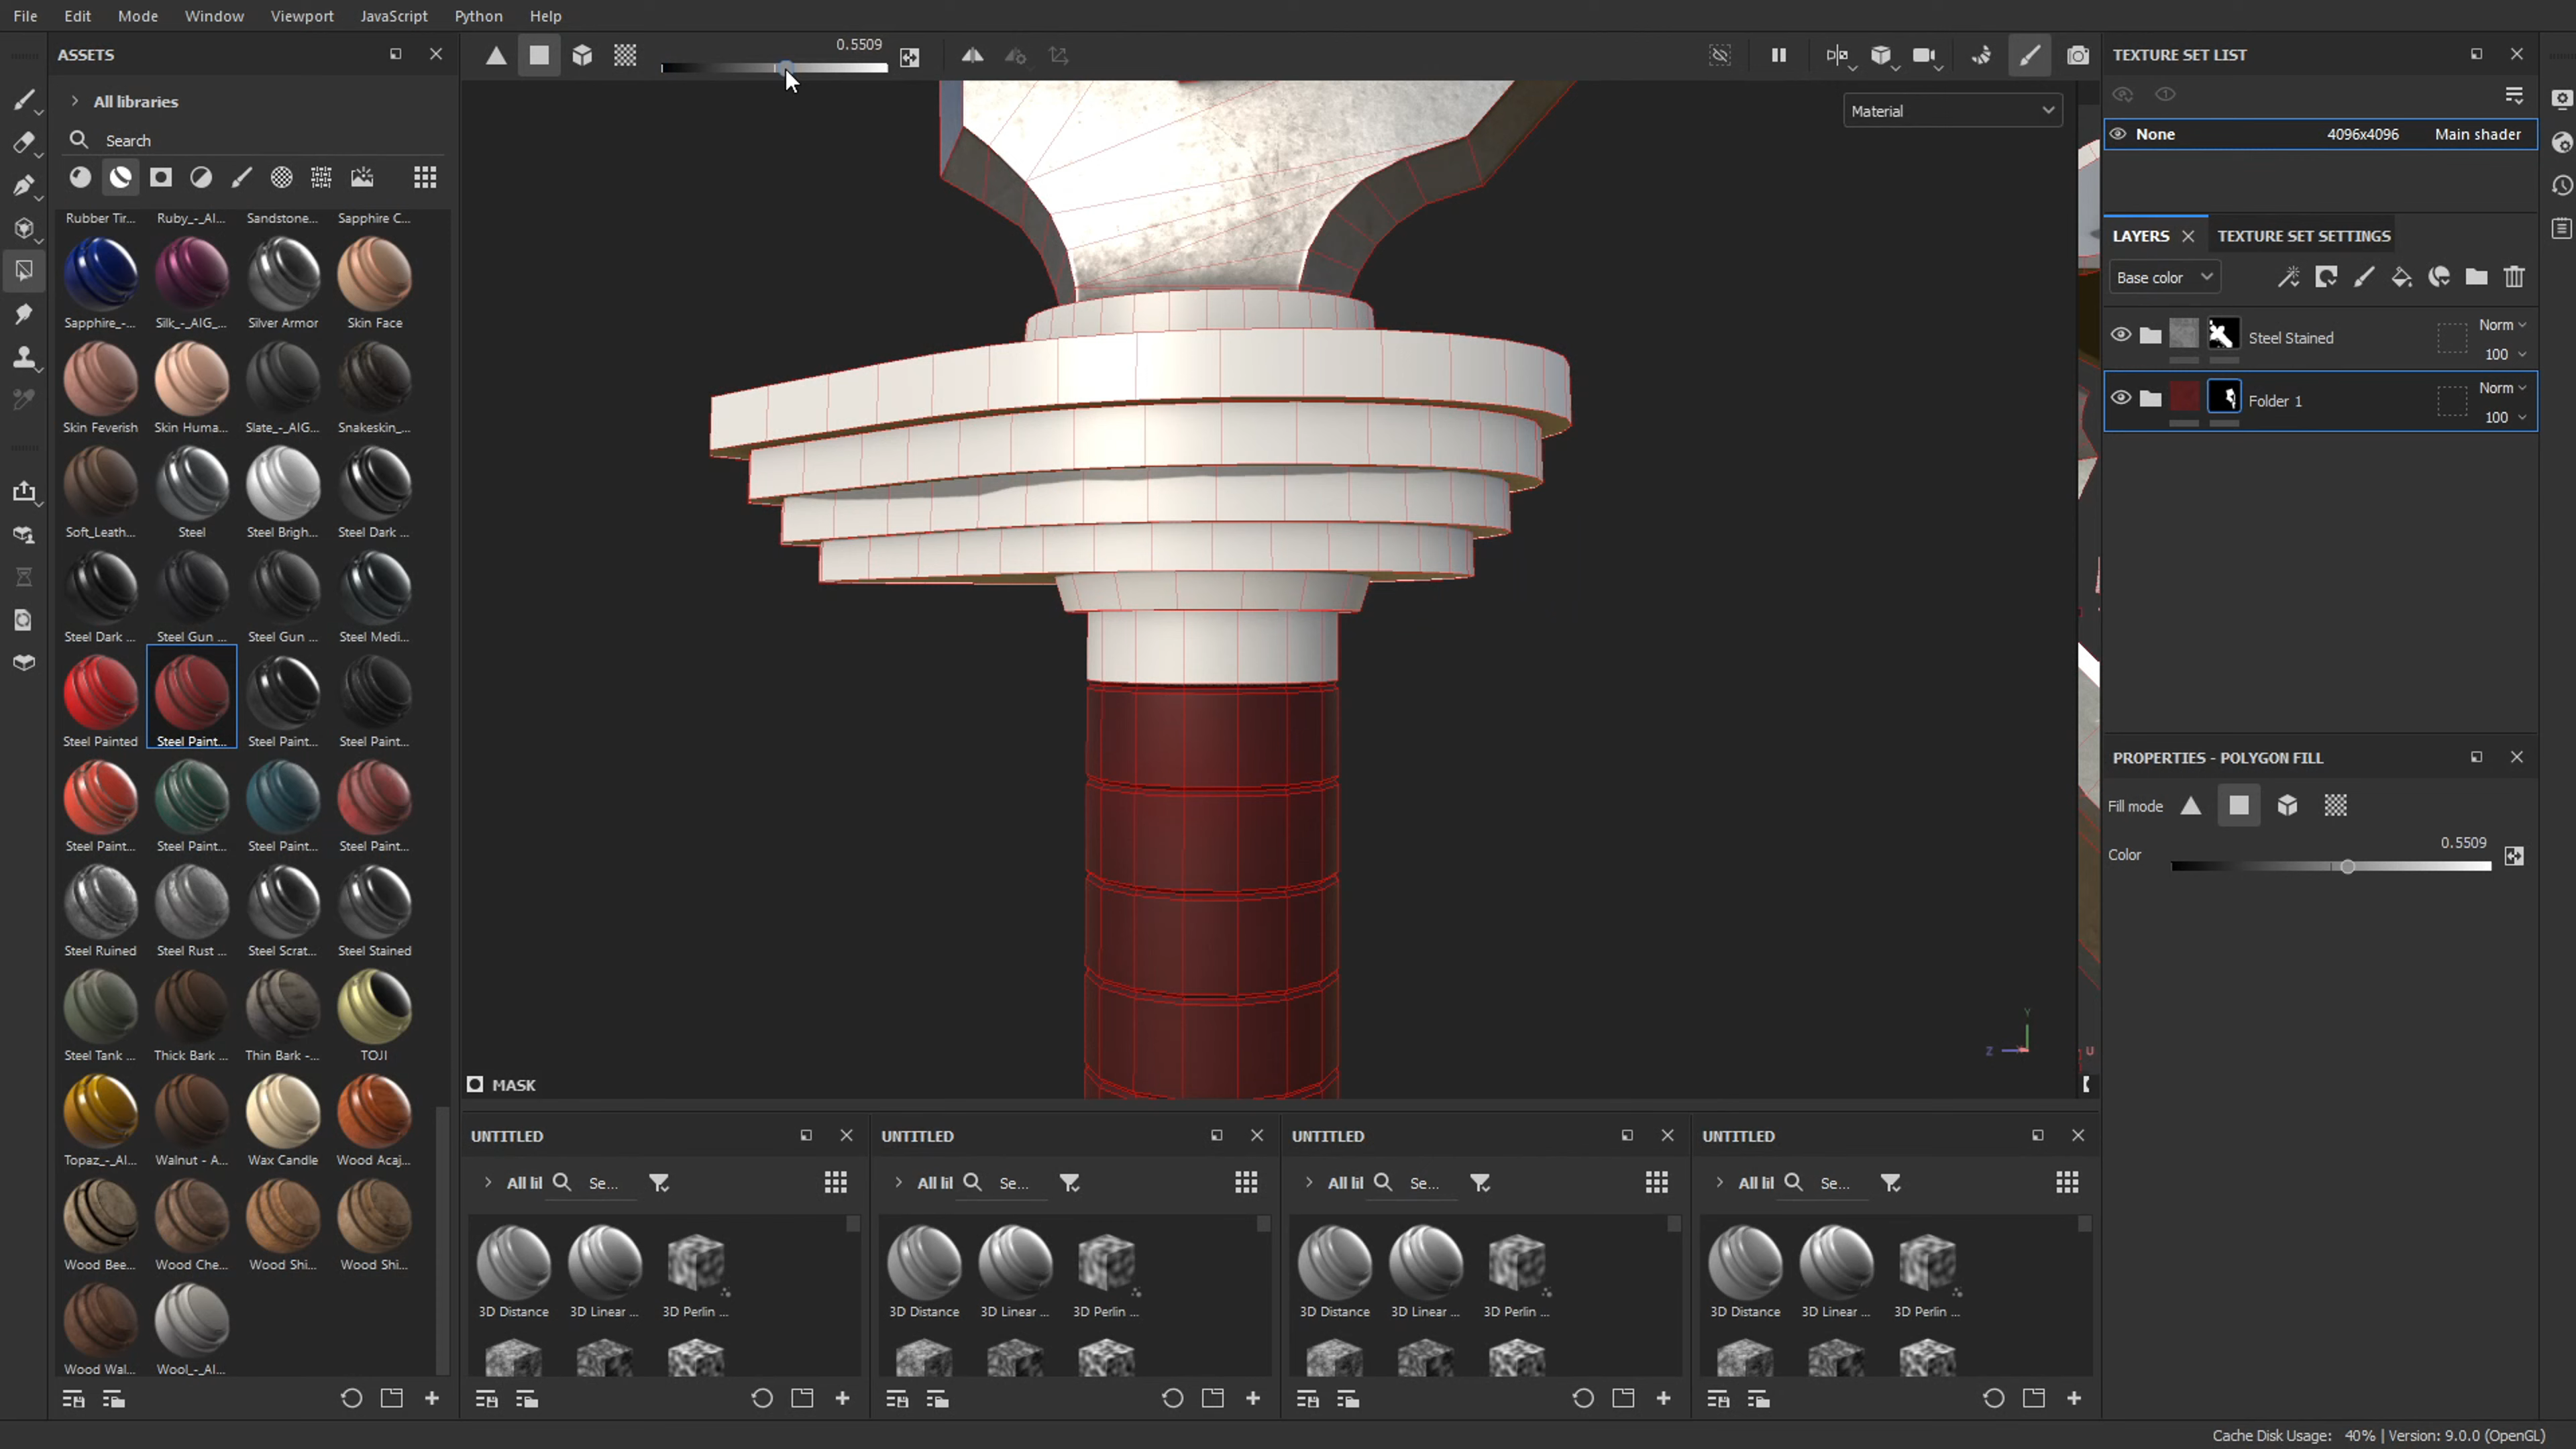 File Edit Mode Window Viewport JavaScript Python Help
ASSETS
All libraries
Search
Rubber Tir... Ruby_-_AI... Sandstone... Sapphire C...
Sapphire_-... Silk_-_AIG_... Silver Armor Skin Face
Skin Feverish Skin Huma... Slate_-_AIG... Snakeskin_...
Soft_Leath... Steel Steel Brigh... Steel Dark ...
Steel Dark ... Steel Gun ... Steel Gun ... Steel Medi...
Steel Painted Steel Paint... Steel Paint... Steel Paint...
Steel Paint... Steel Paint... Steel Paint... Steel Paint...
Steel Ruined Steel Rust ... Steel Scrat... Steel Stained
Steel Tank ... Thick Bark ... Thin Bark -... TOJI
Topaz_-_AI... Walnut - A... Wax Candle Wood Acaj...
Wood Bee... Wood Che... Wood Shi... Wood Shi...
Wood Wal... Wool_-_AI...
0.5509
Material
Y
Z
U
MASK
UNTITLED UNTITLED UNTITLED UNTITLED
All lil Se... All lil Se... All lil Se... All lil Se...
3D Distance 3D Linear ... 3D Perlin ... 3D Distance 3D Linear ... 3D Perlin ... 3D Distance 3D Linear ... 3D Perlin ... 3D Distance 3D Linear ... 3D Perlin ...
TEXTURE SET LIST
None 4096x4096 Main shader
LAYERS TEXTURE SET SETTINGS
Base color
Steel Stained Norm
100
Folder 1 Norm
100
PROPERTIES - POLYGON FILL
Fill mode
Color 0.5509
Cache Disk Usage: 40% | Version: 9.0.0 (OpenGL)